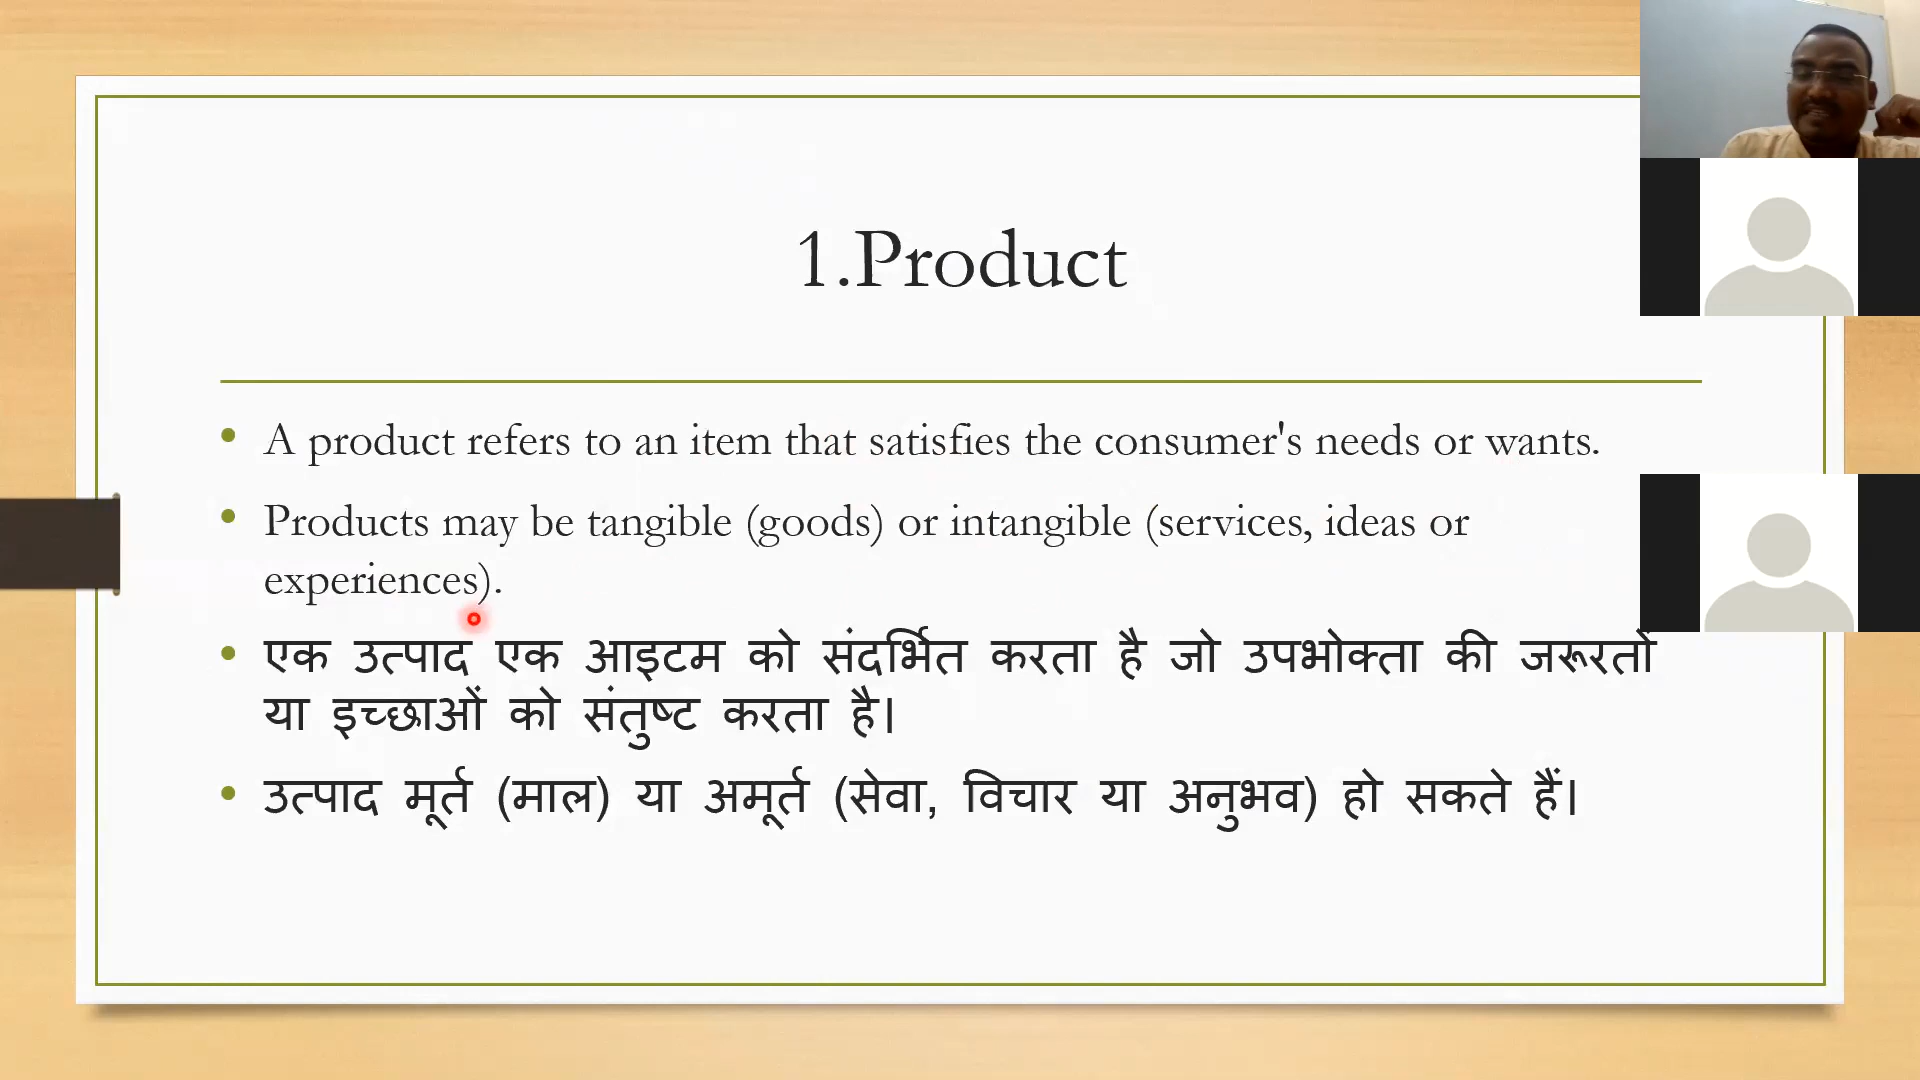 1.Product
• A product refers to an item that satisfies the consumer's needs or wants.
• Products may be tangible (goods) or intangible (services, ideas or
experiences).
• एक उत्पाद एक आइटम को संदर्भित करता है जो उपभोक्ता की जरूरतों
या इच्छाओं को संतुष्ट करता है।
• उत्पाद मूर्त (माल) या अमूर्त (सेवा, विचार या अनुभव) हो सकते हैं।